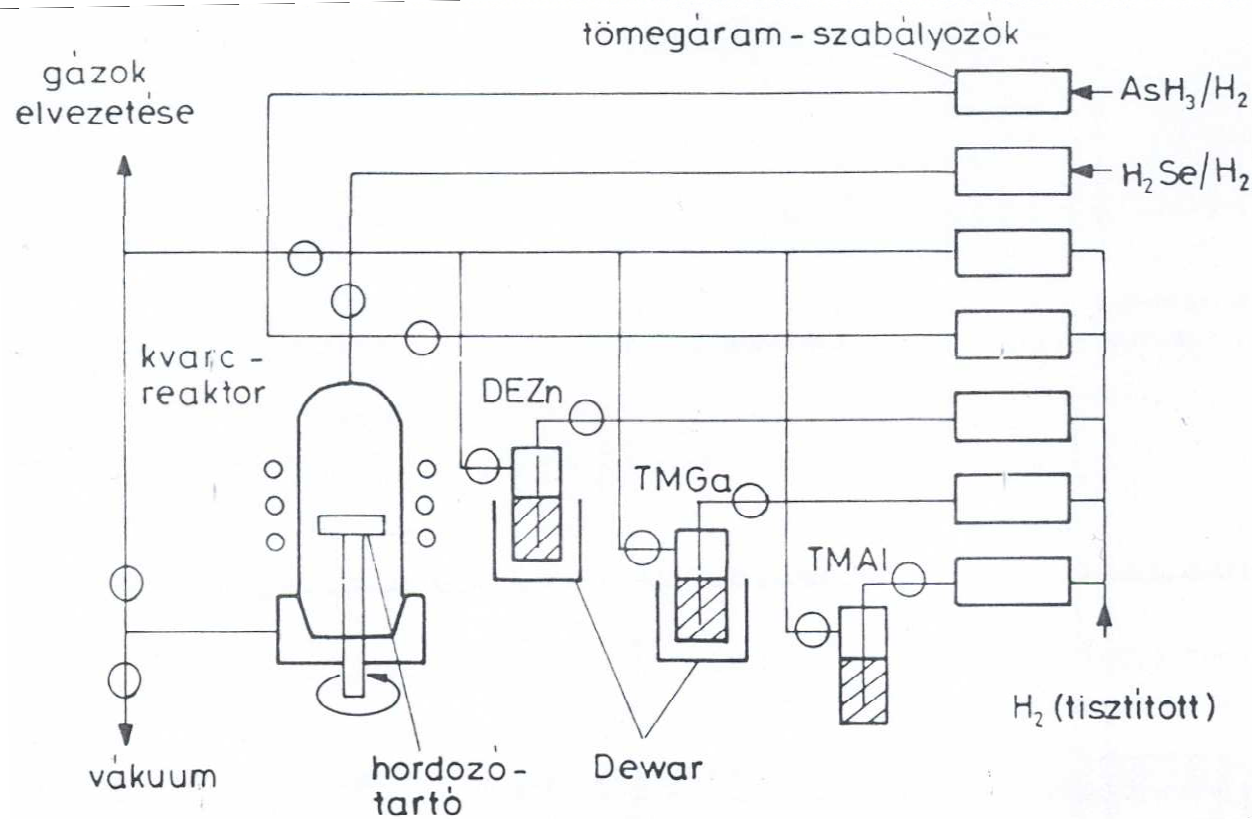 tömegáram - szabályozók
gázok
elvezetése
AsH₃/H₂
H₂Se/H₂
kvarc -
reaktor
DEZn
TMGa
TMAl
H₂ (tisztított)
Dewar
vákuum
hordozó-
tartó